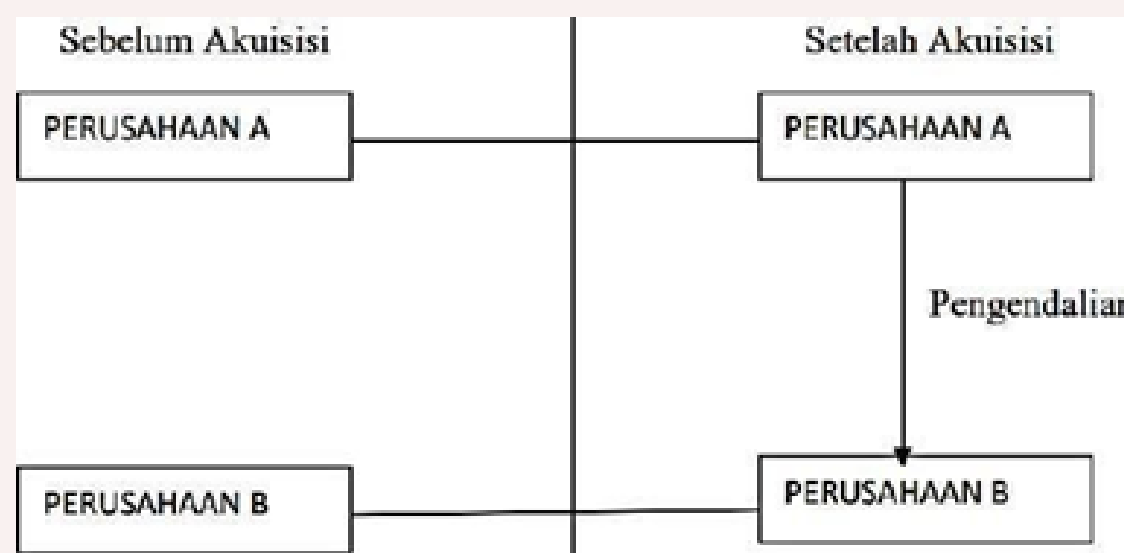 Sebelum Akuisisi
Setelah Akuisisi
PERUSAHAAN A
PERUSAHAAN A
Pengendalian
PERUSAHAAN B
PERUSAHAAN B